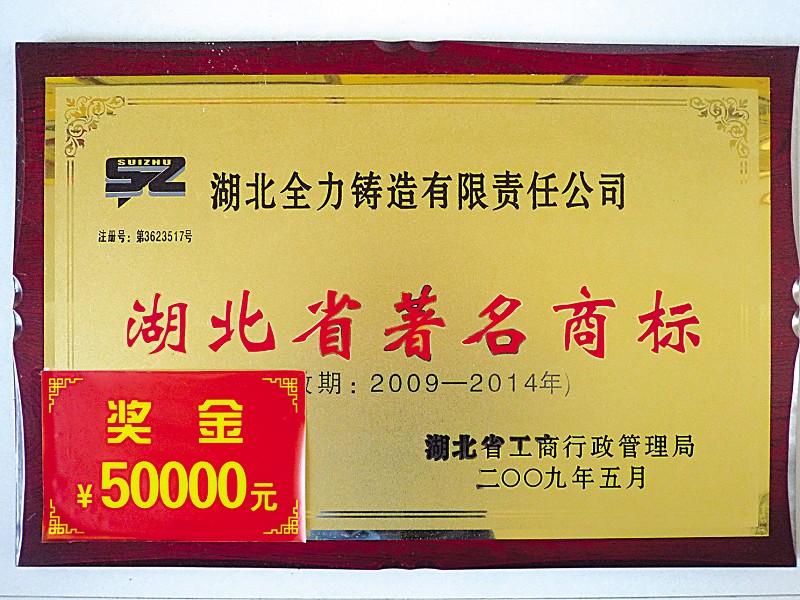 SUIZHU
SZ
湖北全力铸造有限责任公司
注册号：第3623517号
湖北省著名商标
期：2009—2014年）
奖金
¥50000元
湖北省工商行政管理局
二〇〇九年五月